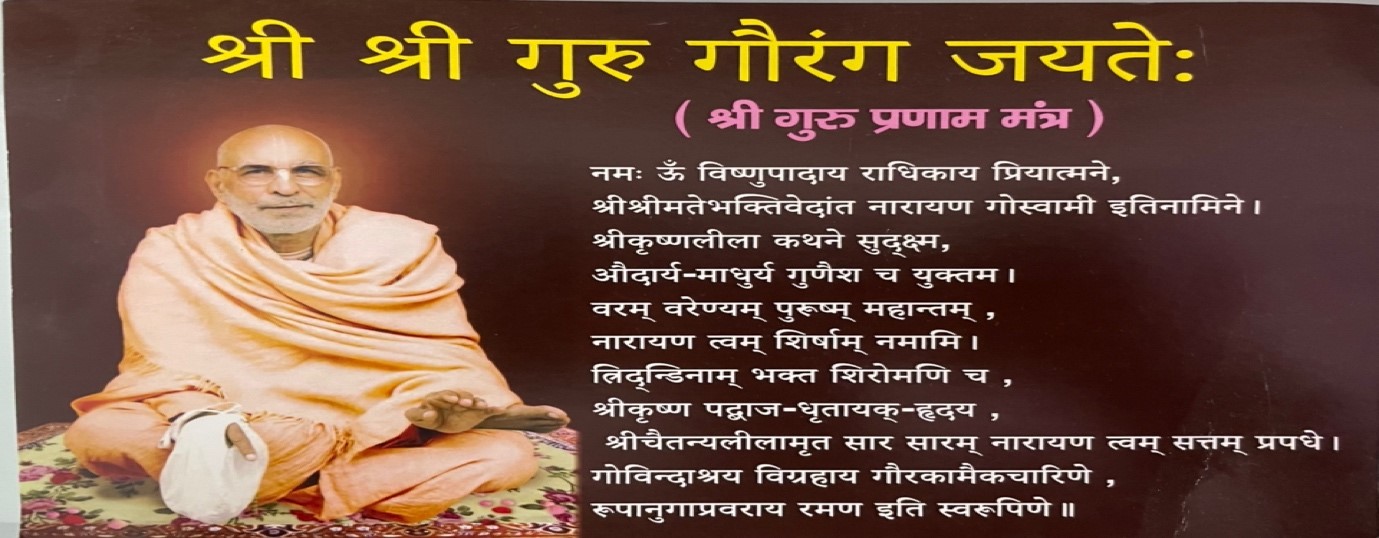 श्री श्री गुरु गौरंग जयते:
( श्री गुरु प्रणाम मंत्र )
नमः ऊँ विष्णुपादाय राधिकाय प्रियात्मने,
श्रीश्रीमतेभक्तिवेदांत नारायण गोस्वामी इतिनामिने।
श्रीकृष्णलीला कथने सुद्क्ष्म,
औदार्य-माधुर्य गुणैश च युक्तम।
वरम् वरेण्यम् पुरूष्म् महान्तम् ,
नारायण त्वम् शिर्षाम् नमामि।
त्रिद्न्डिनाम् भक्त शिरोमणि च ,
श्रीकृष्ण पद्बाज-धृतायक्-हृदय ,
श्रीचैतन्यलीलामृत सार सारम् नारायण त्वम् सत्तम् प्रपधे।
गोविन्दाश्रय विग्रहाय गौरकामैकचारिणे ,
रूपानुगाप्रवराय रमण इति स्वरूपिणे॥